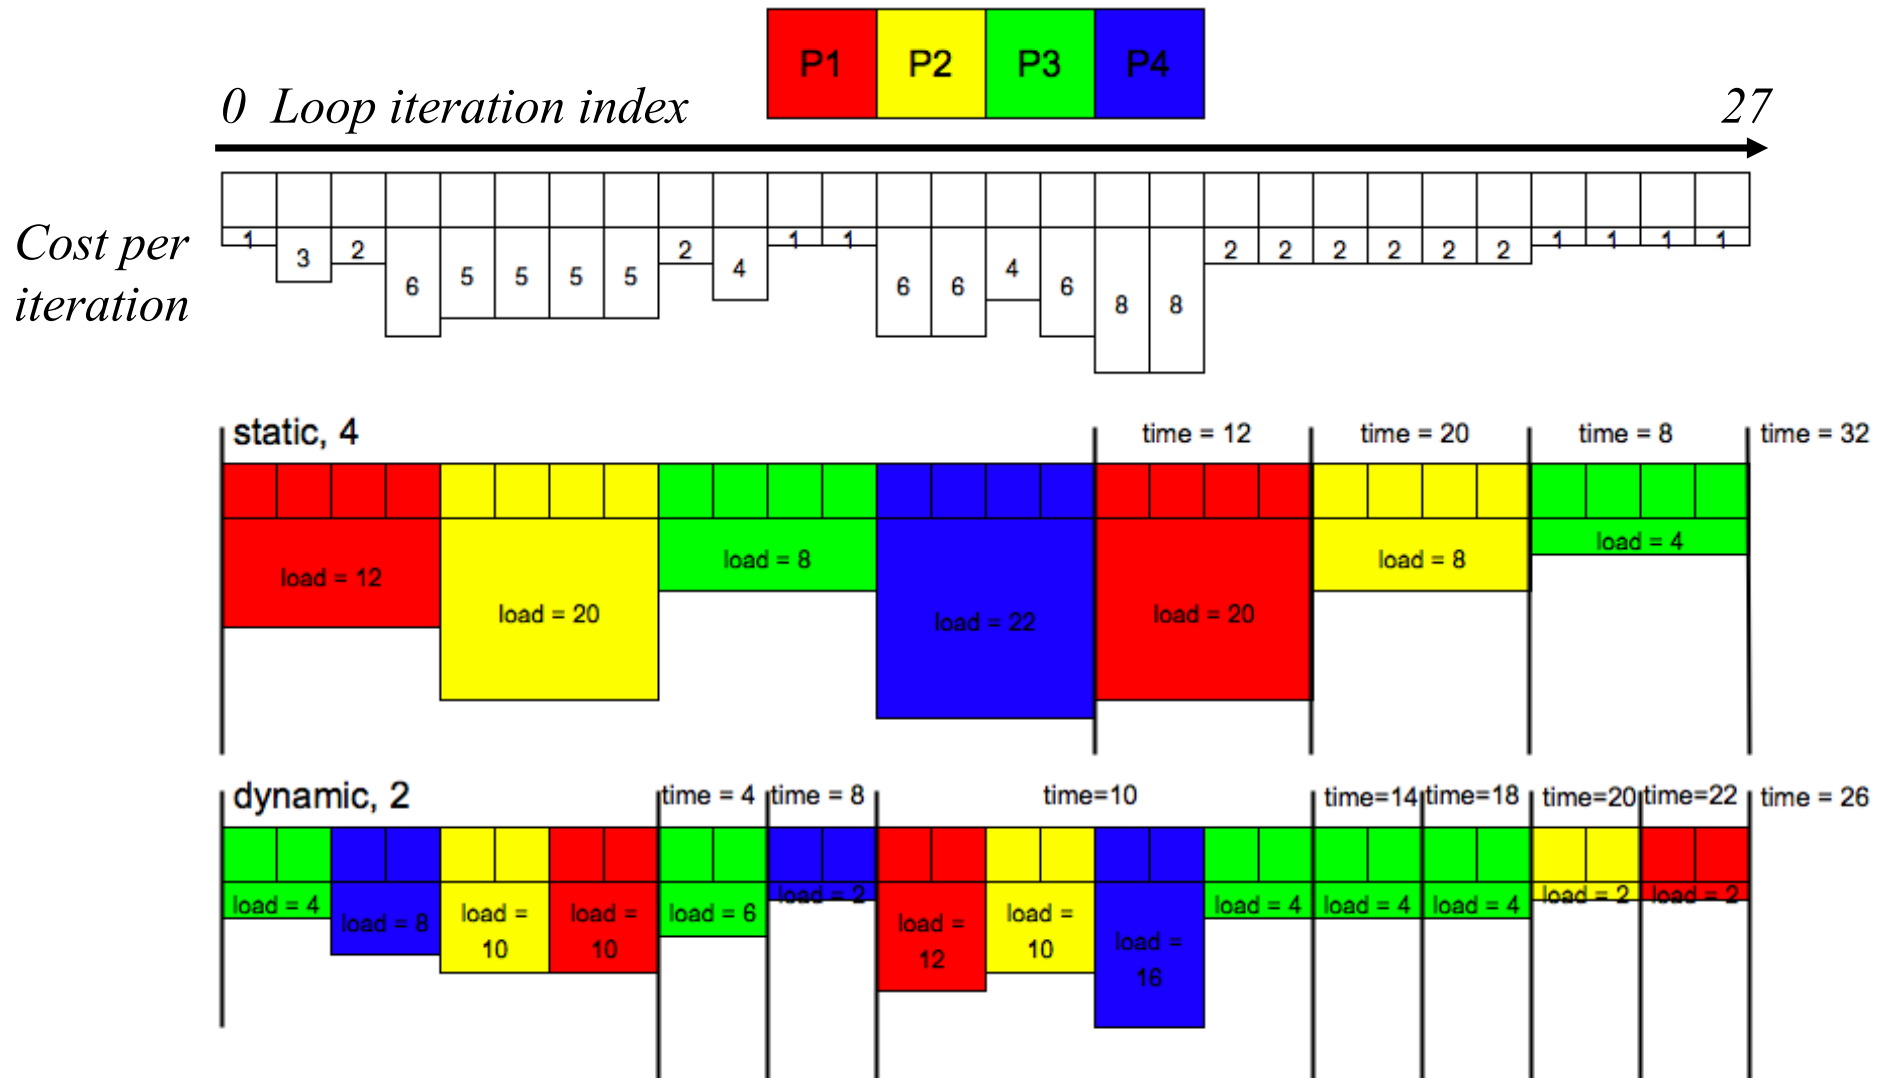 P1 P2 P3 P4
0 Loop iteration index 27
Cost per
iteration
1 3 2 6 5 5 5 5 2 4 1 1 6 6 4 6 8 8 2 2 2 2 2 2 1 1 1 1
static, 4 time = 12 time = 20 time = 8 time = 32
load = 12 load = 20 load = 8 load = 22 load = 20 load = 8 load = 4
dynamic, 2 time = 4 time = 8 time=10 time=14 time=18 time=20 time=22 time = 26
load = 4 load = 8 load = 10 load = 10 load = 6 load = 2 load = 12 load = 10 load = 16 load = 4 load = 4 load = 4 load = 2 load = 2